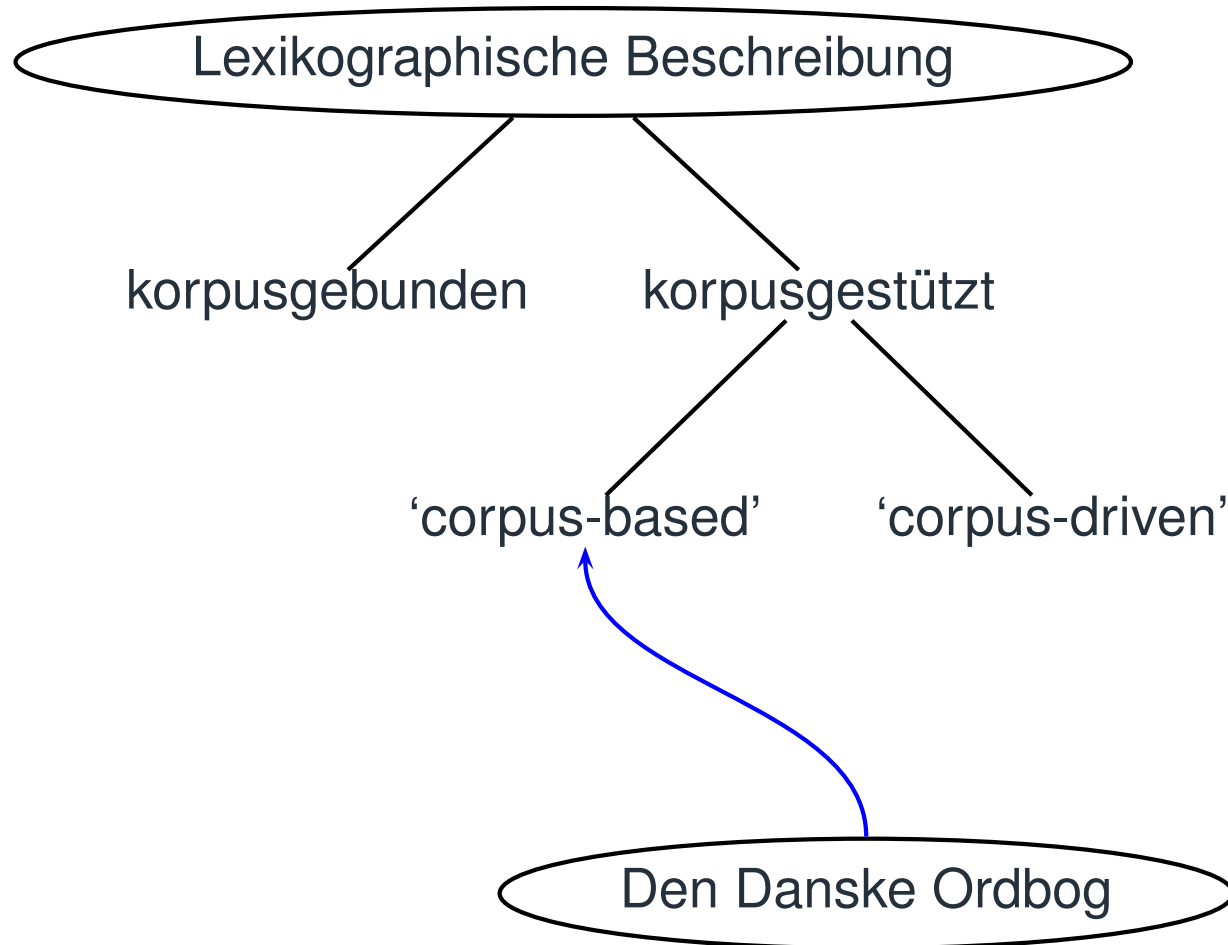 Lexikographische Beschreibung
korpusgebunden korpusgestützt
‘corpus-based’ ‘corpus-driven’
Den Danske Ordbog